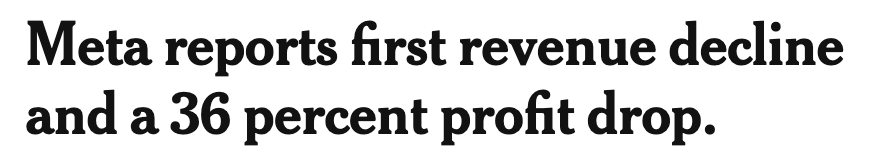 Meta reports first revenue decline
and a 36 percent profit drop.